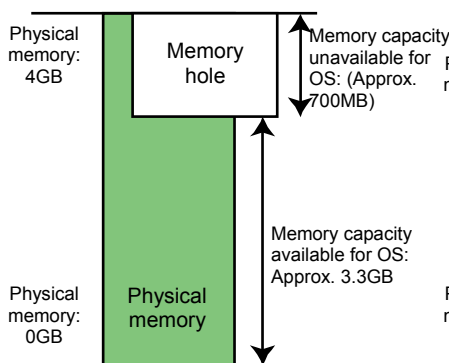 Physical
memory:
4GB
Memory
hole
Memory capacity
unavailable for
OS: (Approx.
700MB)
Memory capacity
available for OS:
Approx. 3.3GB
Physical
memory:
0GB
Physical
memory